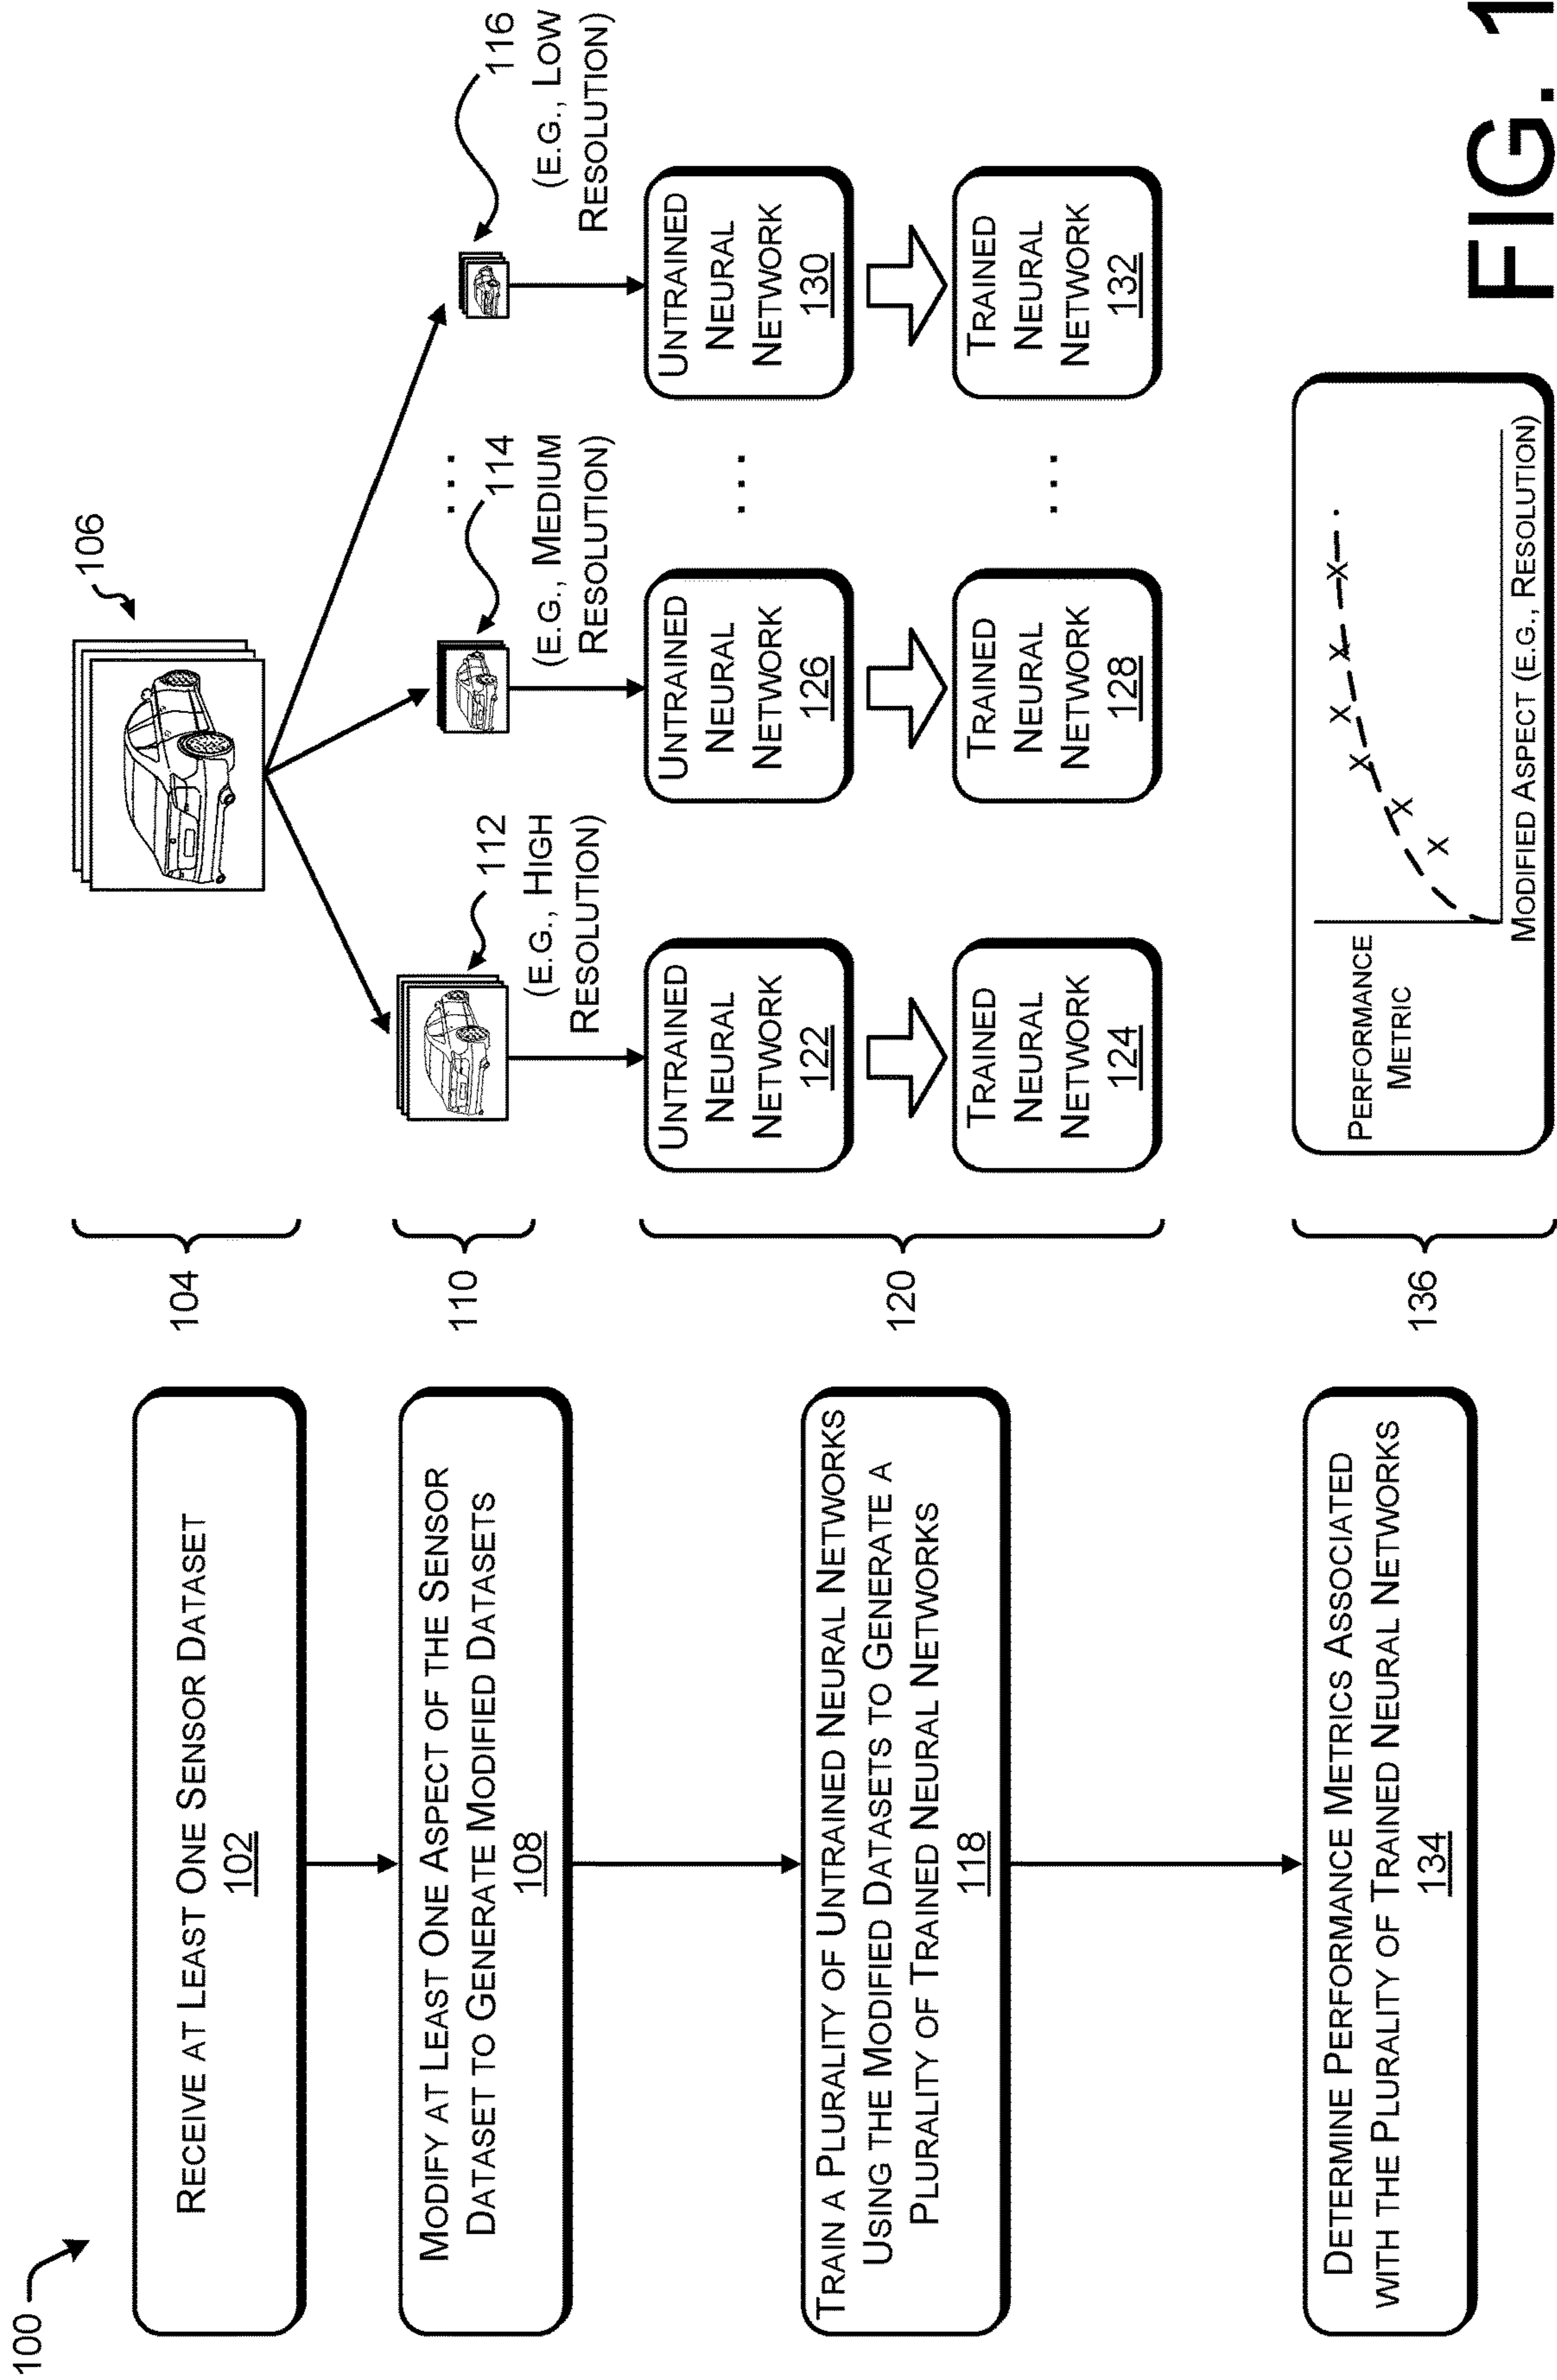 100
RECEIVE AT LEAST ONE SENSOR DATASET
102
MODIFY AT LEAST ONE ASPECT OF THE SENSOR
DATASET TO GENERATE MODIFIED DATASETS
108
TRAIN A PLURALITY OF UNTRAINED NEURAL NETWORKS
USING THE MODIFIED DATASETS TO GENERATE A
PLURALITY OF TRAINED NEURAL NETWORKS
118
DETERMINE PERFORMANCE METRICS ASSOCIATED
WITH THE PLURALITY OF TRAINED NEURAL NETWORKS
134
104
110
120
136
106
112
(E.G., HIGH
RESOLUTION)
114
(E.G., MEDIUM
RESOLUTION)
...
116
(E.G., LOW
RESOLUTION)
UNTRAINED
NEURAL
NETWORK
122
UNTRAINED
NEURAL
NETWORK
126
...
UNTRAINED
NEURAL
NETWORK
130
TRAINED
NEURAL
NETWORK
124
TRAINED
NEURAL
NETWORK
128
...
TRAINED
NEURAL
NETWORK
132
PERFORMANCE
METRIC
X
X
X
X
X
X
MODIFIED ASPECT (E.G., RESOLUTION)
FIG. 1